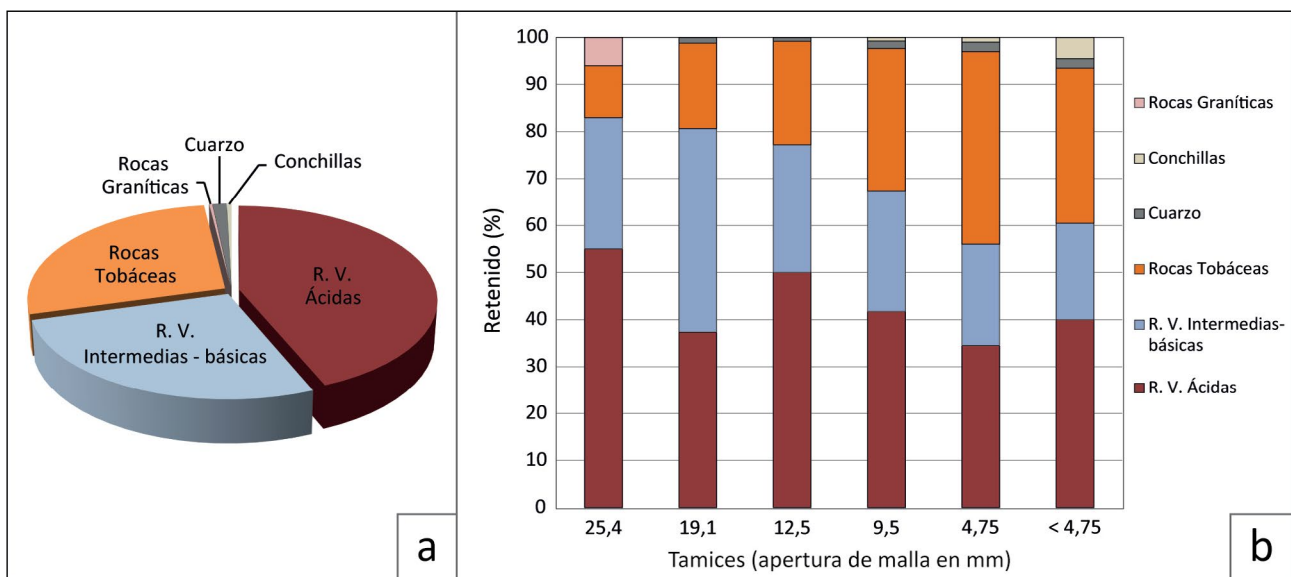 Cuarzo
Rocas
Graníticas
Conchillas
Rocas
Tobáceas
R. V.
Ácidas
R. V.
Intermedias - básicas
a
Retenido (%)
100
90
80
70
60
50
40
30
20
10
0
25,4 19,1 12,5 9,5 4,75 < 4,75
Tamices (apertura de malla en mm)
Rocas Graníticas
Conchillas
Cuarzo
Rocas Tobáceas
R. V. Intermedias-
básicas
R. V. Ácidas
b